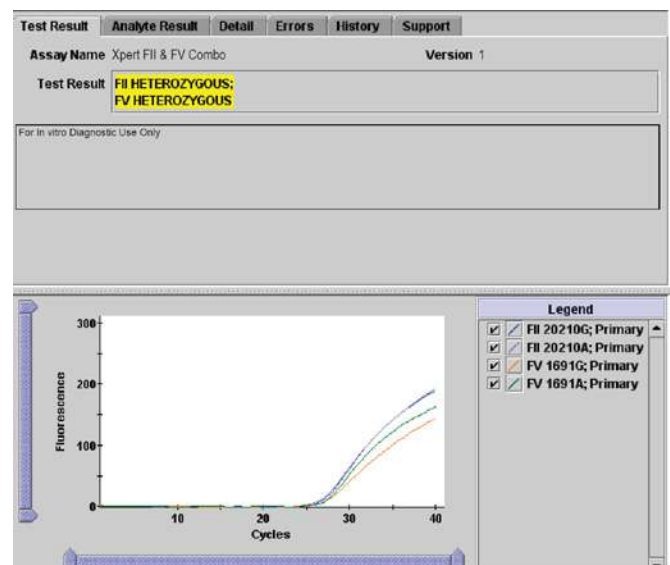 Test Result Analyte Result Detail Errors History Support
Assay Name Xpert FII & FV Combo Version 1
Test Result FII HETEROZYGOUS;
FV HETEROZYGOUS
For In vitro Diagnostic Use Only
300
200
100
0
10 20 30 40
Fluorescence
Cycles
Legend
FII 20210G; Primary
FII 20210A; Primary
FV 1691G; Primary
FV 1691A; Primary